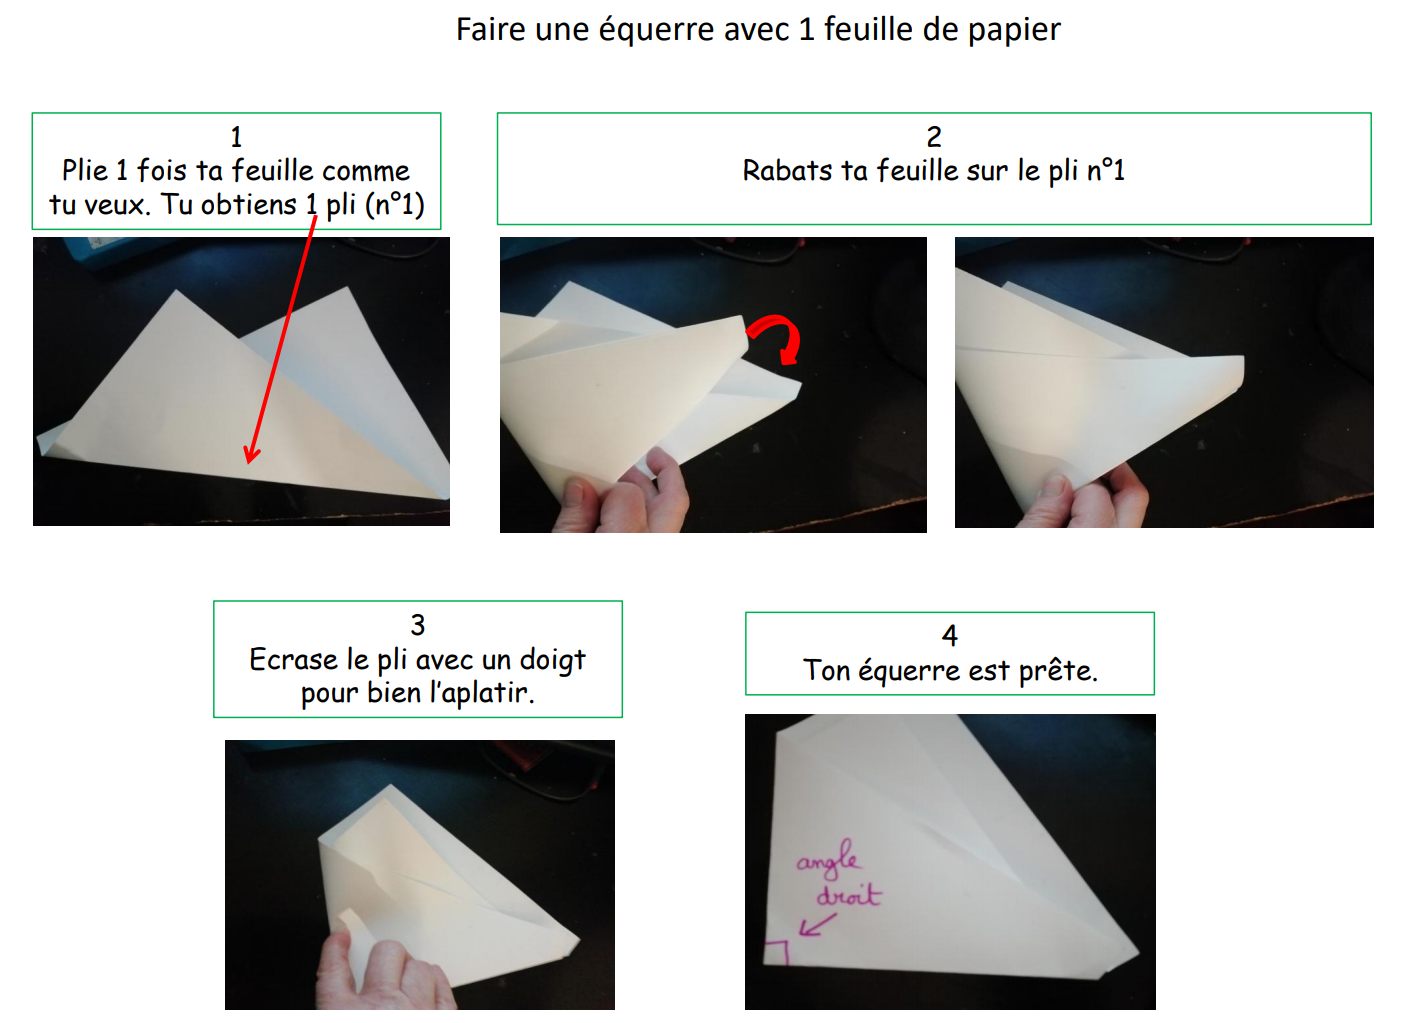 Faire une équerre avec 1 feuille de papier
1
Plie 1 fois ta feuille comme
tu veux. Tu obtiens 1 pli (n°1)
2
Rabats ta feuille sur le pli n°1
3
Ecrase le pli avec un doigt
pour bien l’aplatir.
4
Ton équerre est prête.
angle
droit